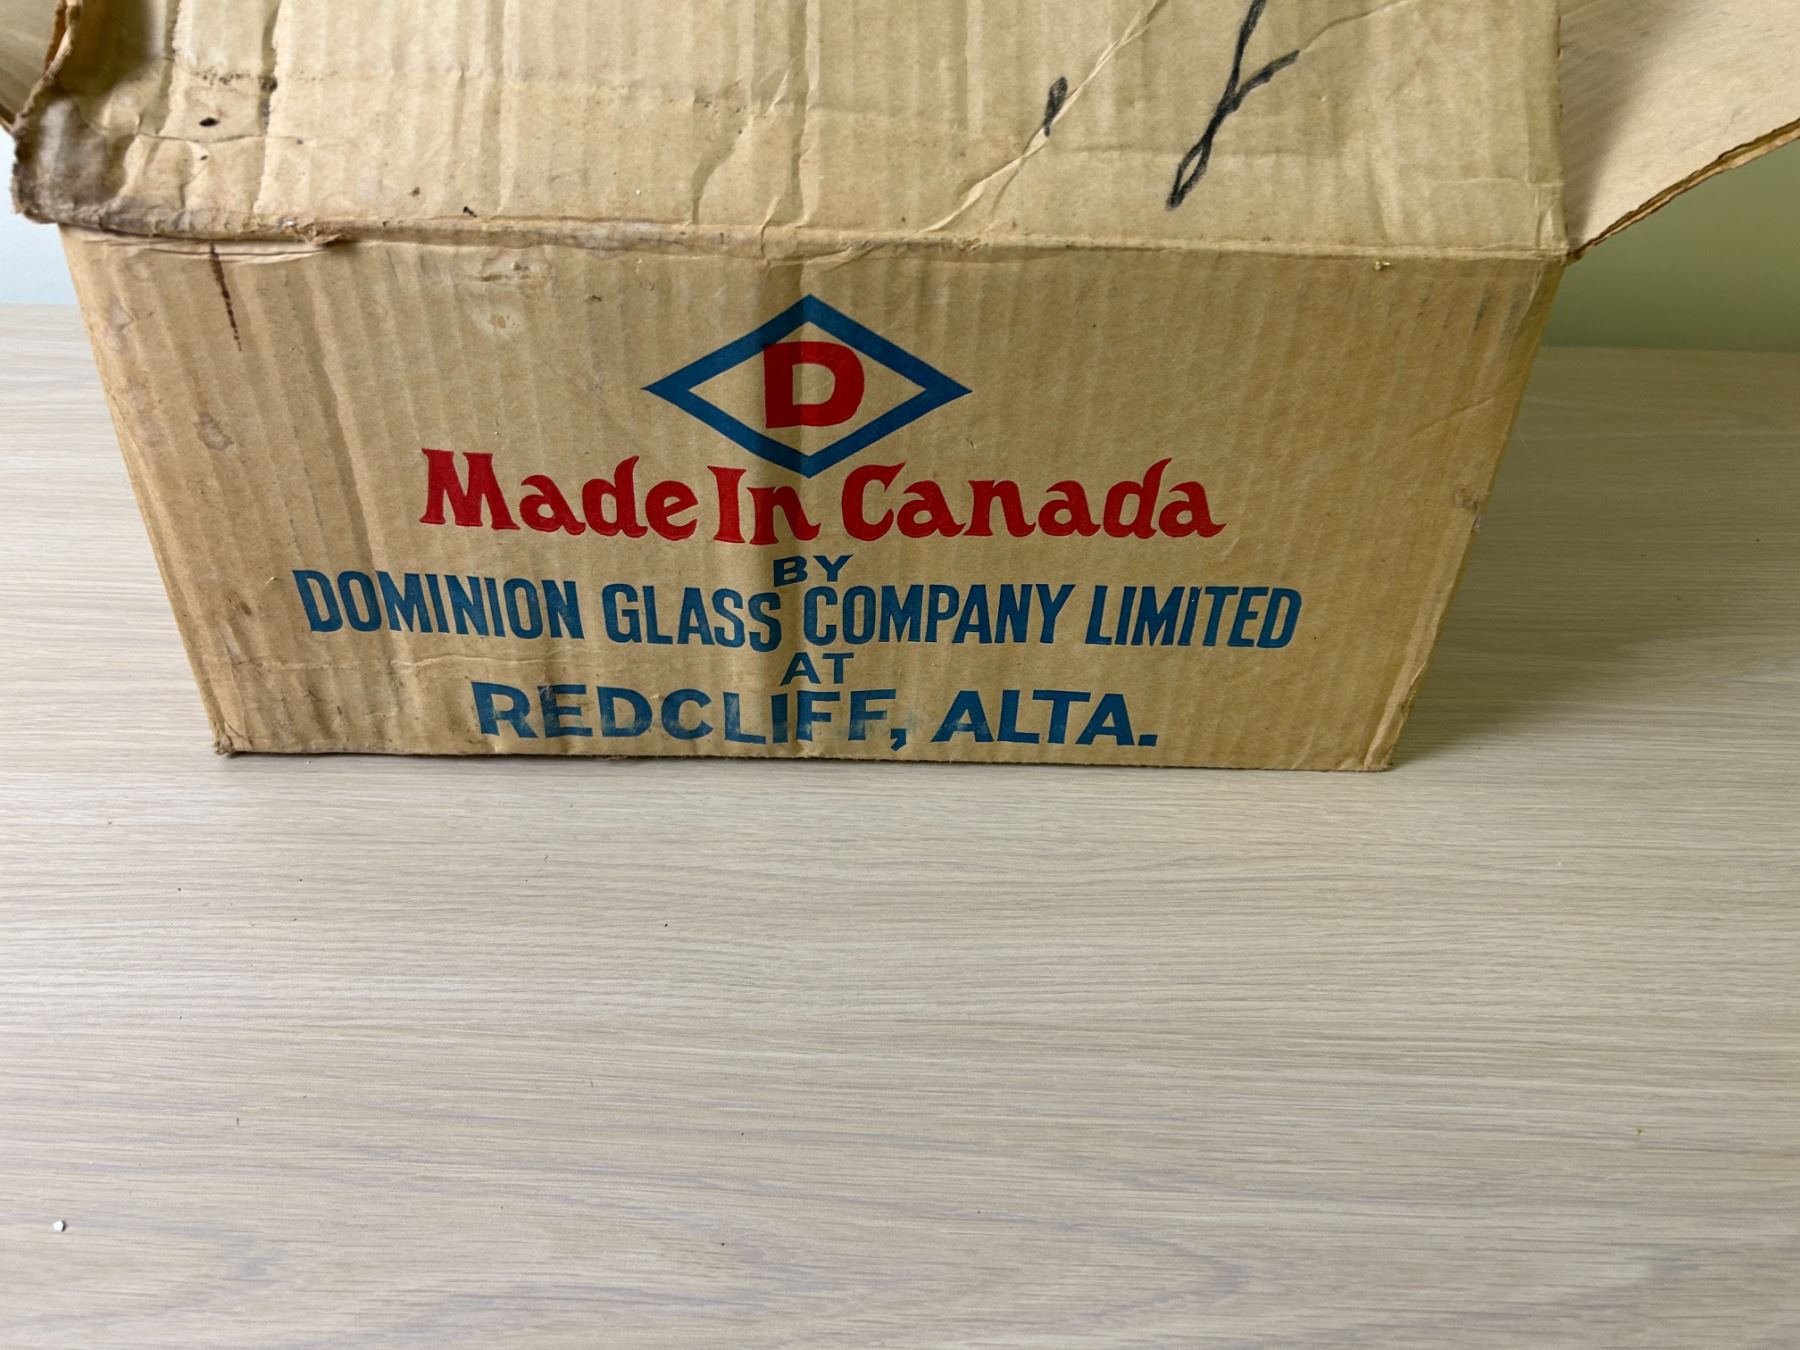 D
Made In Canada
BY
DOMINION GLASS COMPANY LIMITED
AT
REDCLIFF, ALTA.